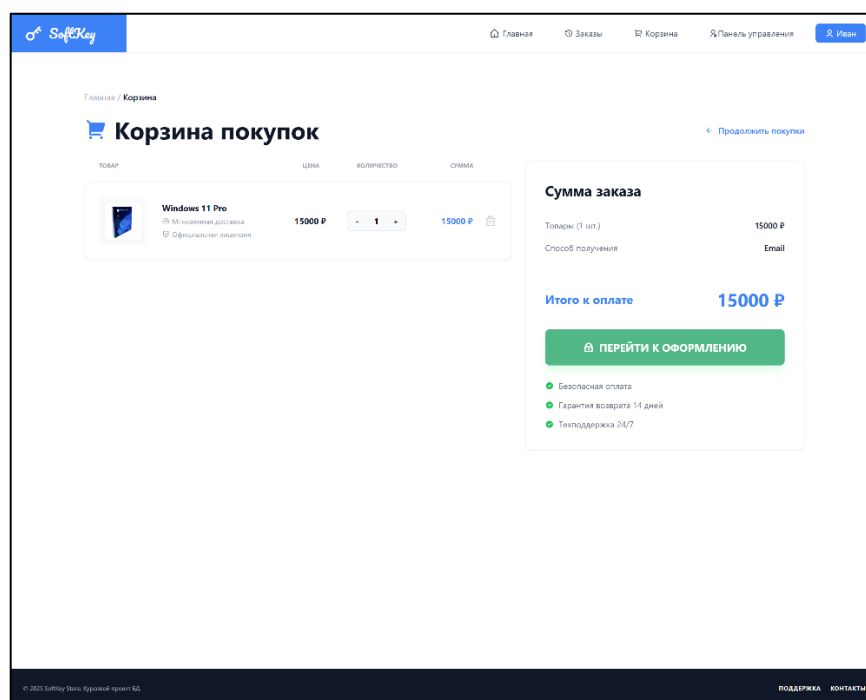 SoftKey
Главная Заказы Корзина Панель управления Иван
Главная / Корзина
Корзина покупок
← Продолжить покупки
ТОВАР ЦЕНА КОЛИЧЕСТВО СУММА
Windows 11 Pro
Мгновенная доставка
Официальная лицензия
15000 ₽ - 1 + 15000 ₽
Сумма заказа
Товары (1 шт.) 15000 ₽
Способ получения Email
Итого к оплате 15000 ₽
ПЕРЕЙТИ К ОФОРМЛЕНИЮ
Безопасная оплата
Гарантия возврата 14 дней
Техподдержка 24/7
© 2025 SoftKey Store. Курсовой проект БД. ПОДДЕРЖКА КОНТАКТЫ